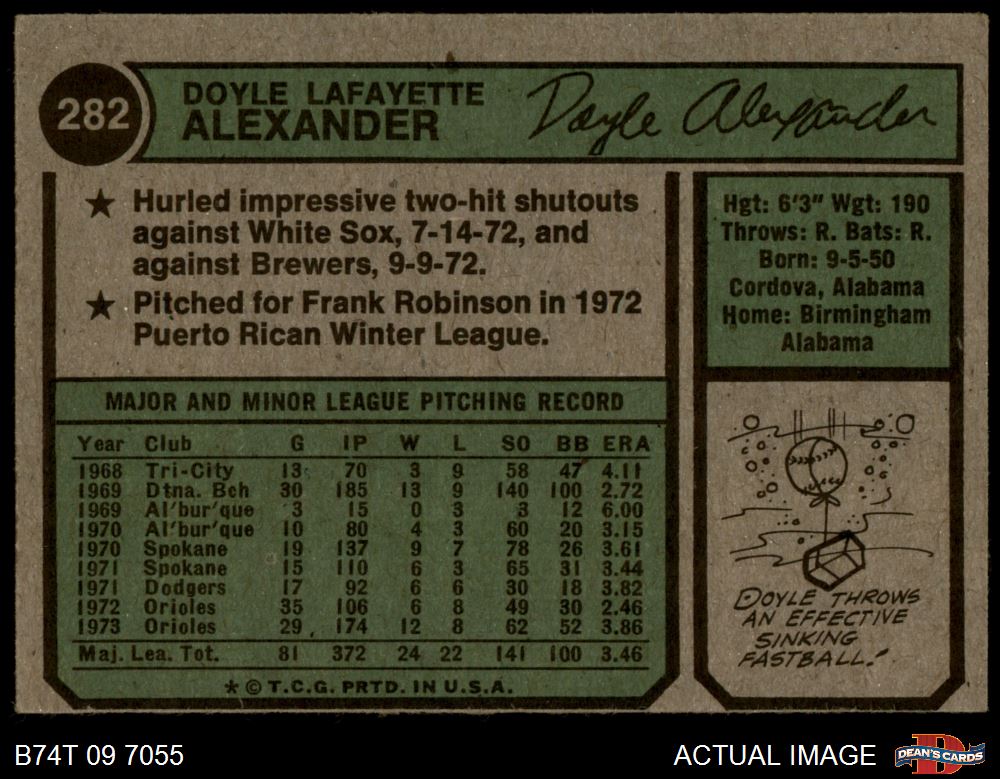 282
DOYLE LAFAYETTE
ALEXANDER
Doyle Alexander
★ Hurled impressive two-hit shutouts
against White Sox, 7-14-72, and
against Brewers, 9-9-72.
★ Pitched for Frank Robinson in 1972
Puerto Rican Winter League.
Hgt: 6'3" Wgt: 190
Throws: R. Bats: R.
Born: 9-5-50
Cordova, Alabama
Home: Birmingham
Alabama
MAJOR AND MINOR LEAGUE PITCHING RECORD
Year Club G IP W L SO BB ERA
1968 Tri-City 13 70 3 9 58 47 4.11
1969 Dtna. Bch 30 185 13 9 140 100 2.72
1969 Al'bur'que 3 15 0 3 3 12 6.00
1970 Al'bur'que 10 80 4 3 60 20 3.15
1970 Spokane 19 137 9 7 78 26 3.61
1971 Spokane 15 110 6 3 65 31 3.44
1971 Dodgers 17 92 6 6 30 18 3.82
1972 Orioles 35 106 6 8 49 30 2.46
1973 Orioles 29 174 12 8 62 52 3.86
Maj. Lea. Tot. 81 372 24 22 141 100 3.46
* © T.C.G. PRTD. IN U.S.A.
DOYLE THROWS
AN EFFECTIVE
SINKING
FASTBALL!
B74T 09 7055
ACTUAL IMAGE
D
DEAN'S CARDS